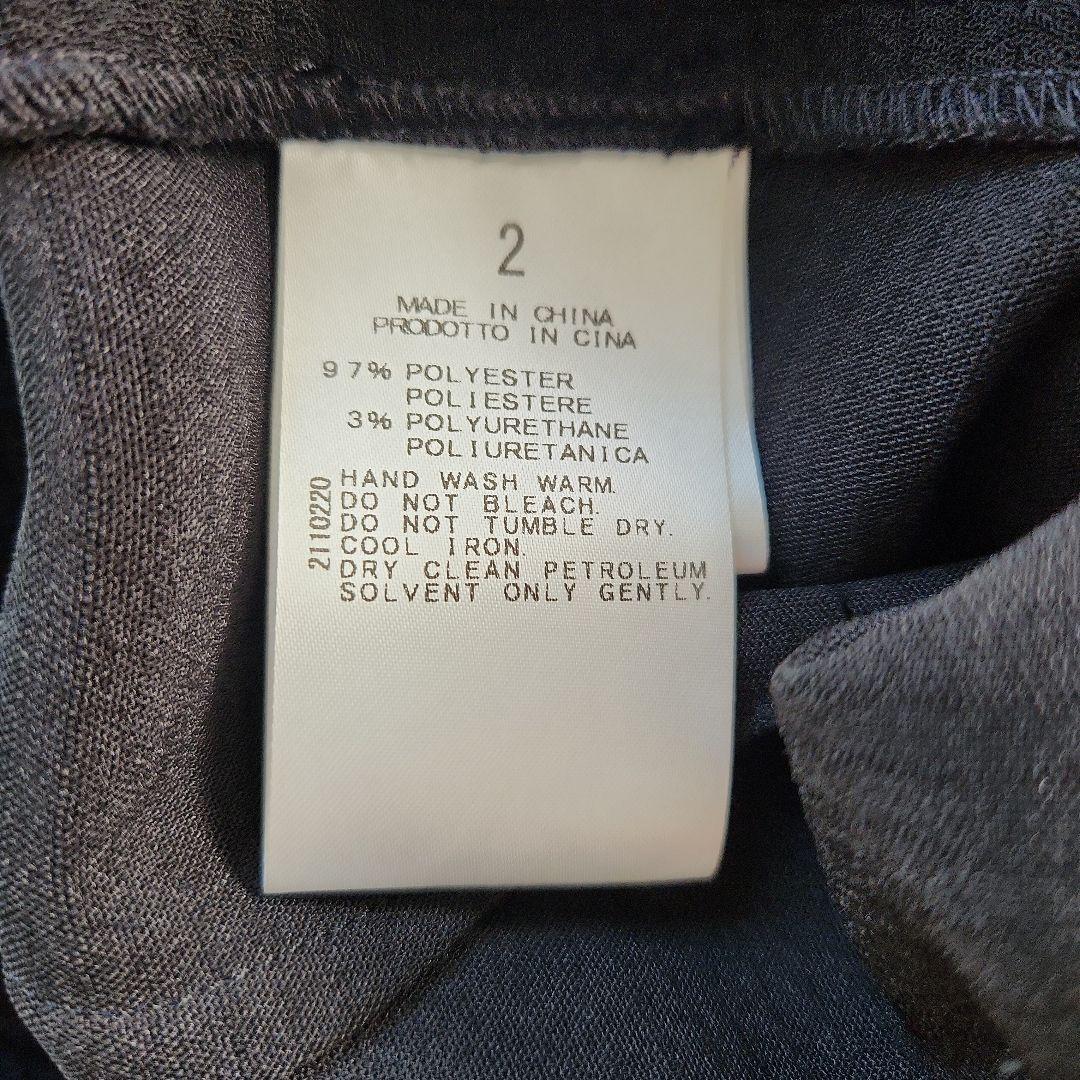 2
MADE IN CHINA
PRODOTTO IN CINA
97% POLYESTER
POLIESTERE
3% POLYURETHANE
POLIURETANICA
HAND WASH WARM.
DO NOT BLEACH.
DO NOT TUMBLE DRY.
COOL IRON.
DRY CLEAN PETROLEUM
SOLVENT ONLY GENTLY.
2110220